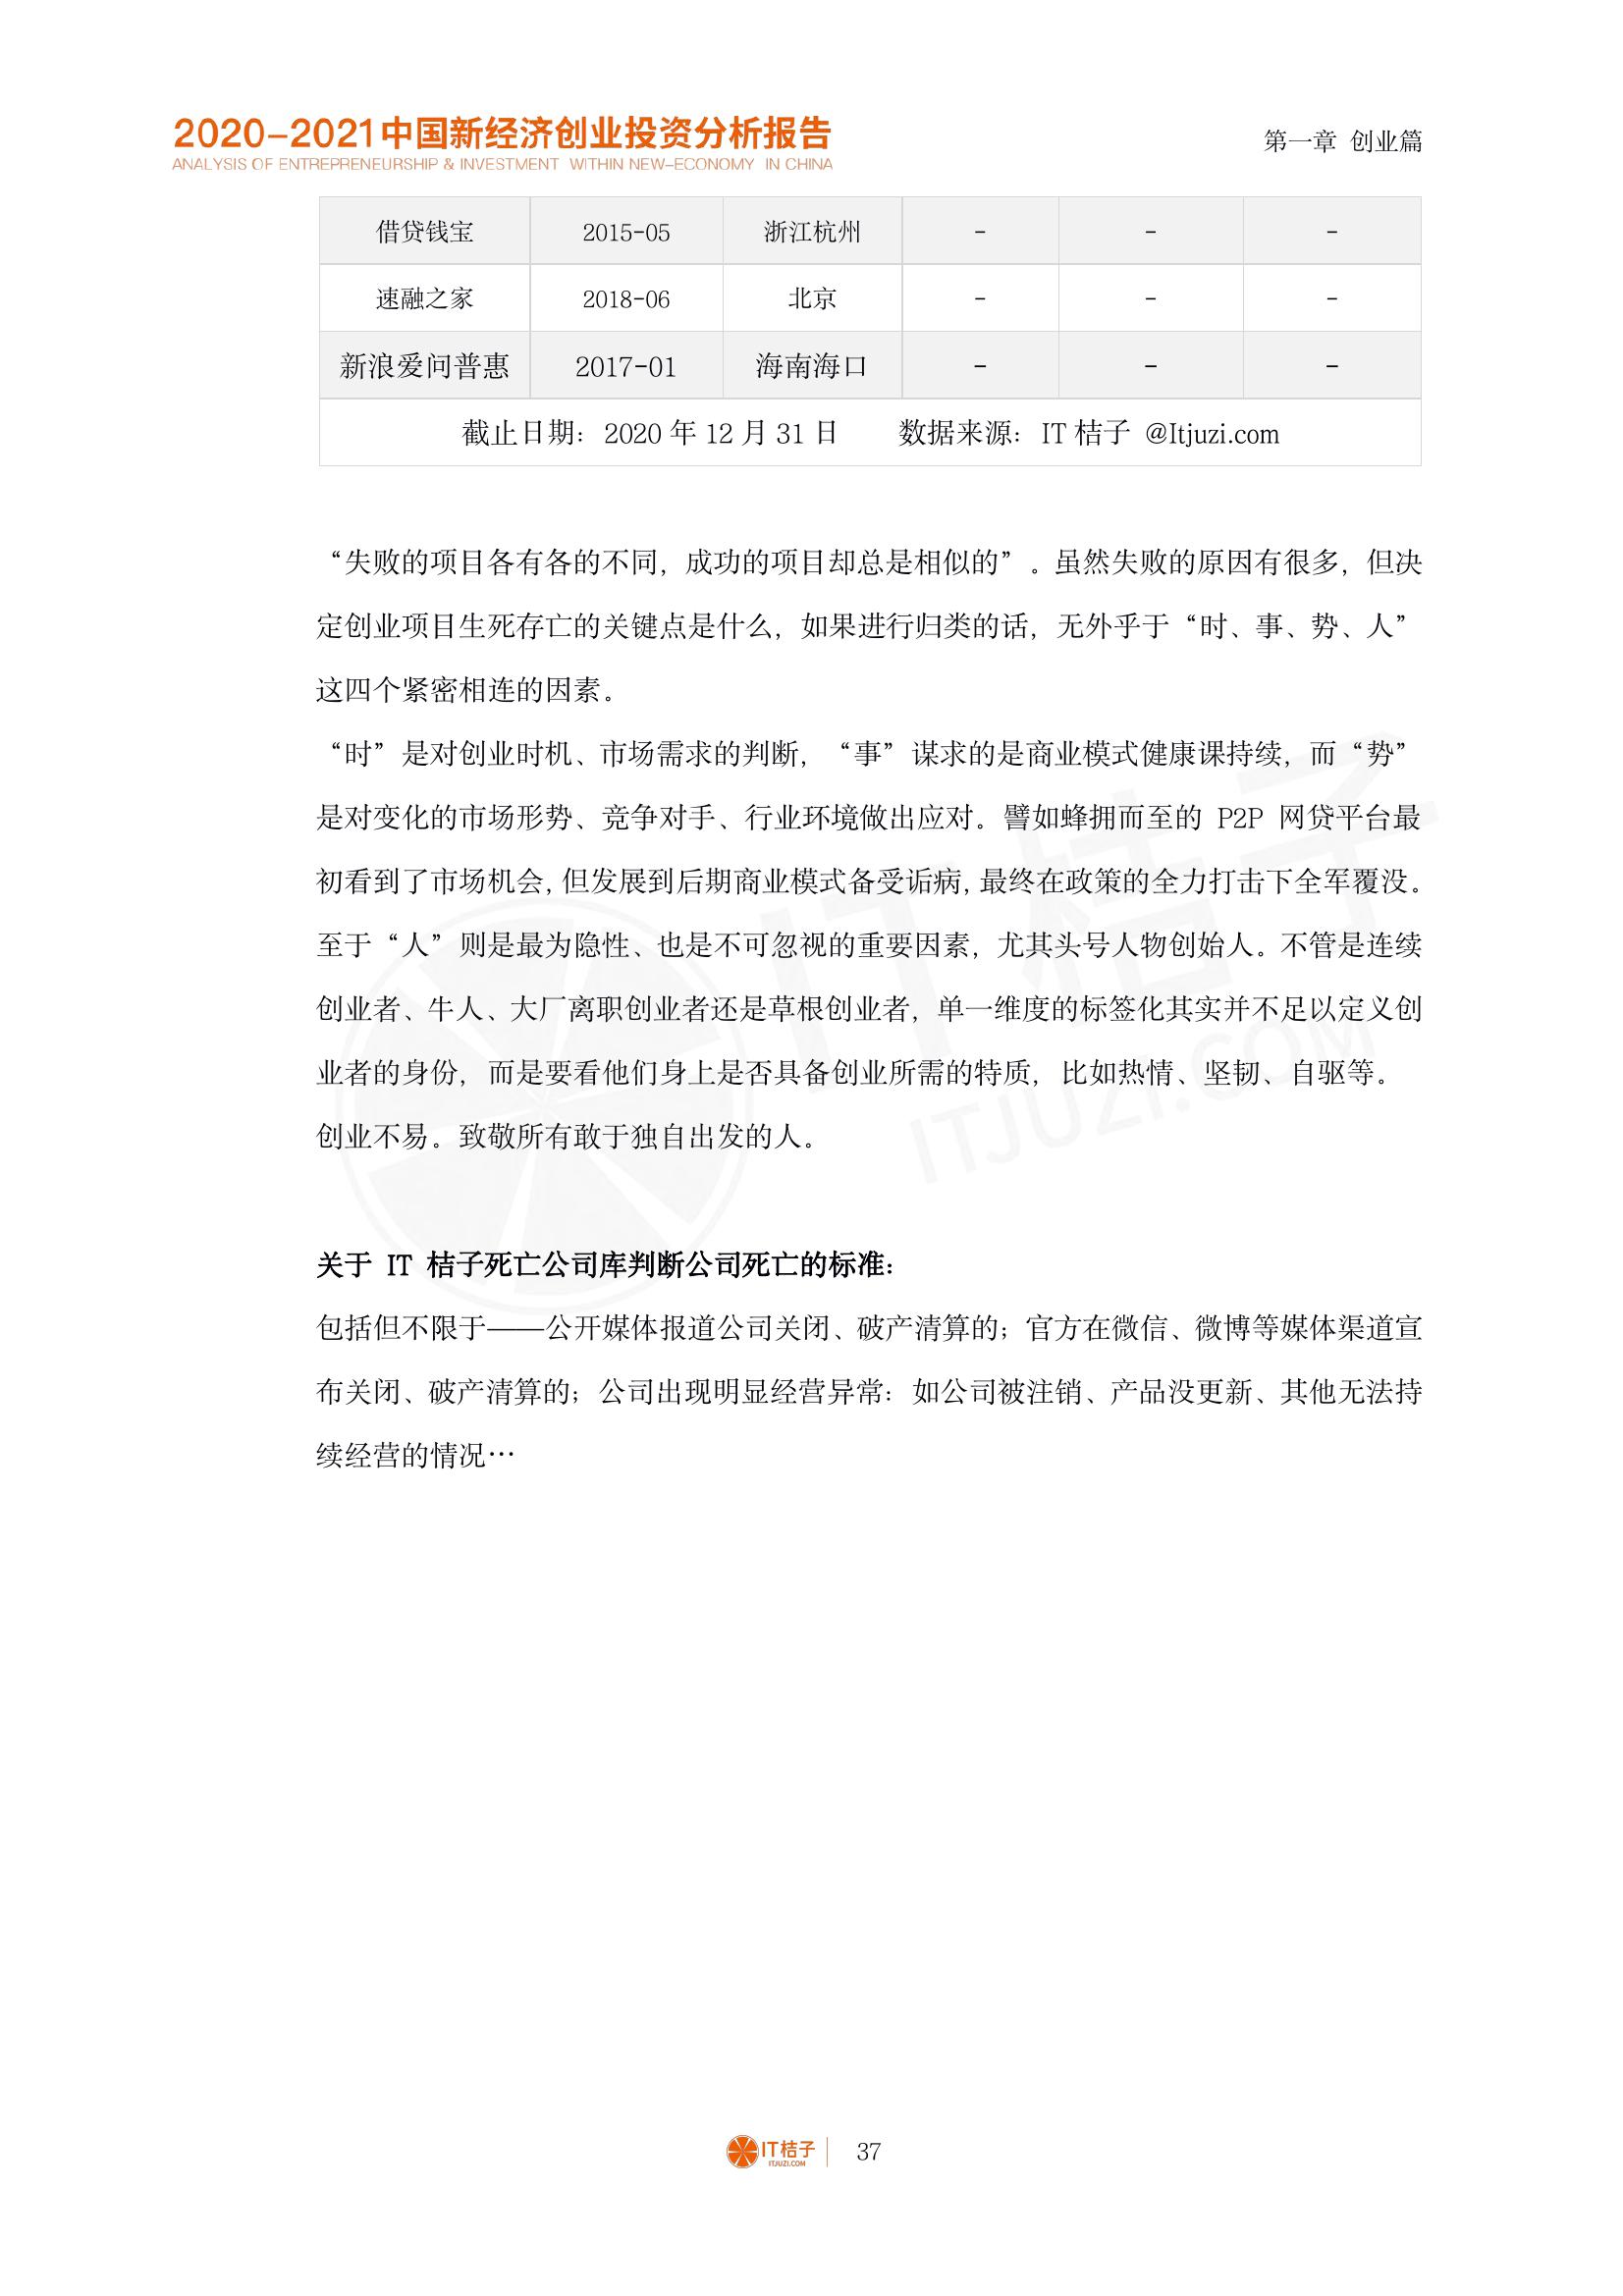 2020-2021中国新经济创业投资分析报告
ANALYSIS OF ENTREPRENEURSHIP & INVESTMENT WITHIN NEW-ECONOMY IN CHINA
第一章 创业篇
借贷钱宝 2015-05 浙江杭州 - - -
速融之家 2018-06 北京 - - -
新浪爱问普惠 2017-01 海南海口 - - -
截止日期：2020 年 12 月 31 日 数据来源：IT 桔子 @Itjuzi.com
“失败的项目各有各的不同，成功的项目却总是相似的”。虽然失败的原因有很多，但决
定创业项目生死存亡的关键点是什么，如果进行归类的话，无外乎于“时、事、势、人”
这四个紧密相连的因素。
“时”是对创业时机、市场需求的判断，“事”谋求的是商业模式健康课持续，而“势”
是对变化的市场形势、竞争对手、行业环境做出应对。譬如蜂拥而至的 P2P 网贷平台最
初看到了市场机会，但发展到后期商业模式备受诟病，最终在政策的全力打击下全军覆没。
至于“人”则是最为隐性、也是不可忽视的重要因素，尤其头号人物创始人。不管是连续
创业者、牛人、大厂离职创业者还是草根创业者，单一维度的标签化其实并不足以定义创
业者的身份，而是要看他们身上是否具备创业所需的特质，比如热情、坚韧、自驱等。
创业不易。致敬所有敢于独自出发的人。
IT 桔子
ITJUZI.COM
关于 IT 桔子死亡公司库判断公司死亡的标准：
包括但不限于——公开媒体报道公司关闭、破产清算的；官方在微信、微博等媒体渠道宣
布关闭、破产清算的；公司出现明显经营异常：如公司被注销、产品没更新、其他无法持
续经营的情况…
IT桔子
ITJUZI.COM
37